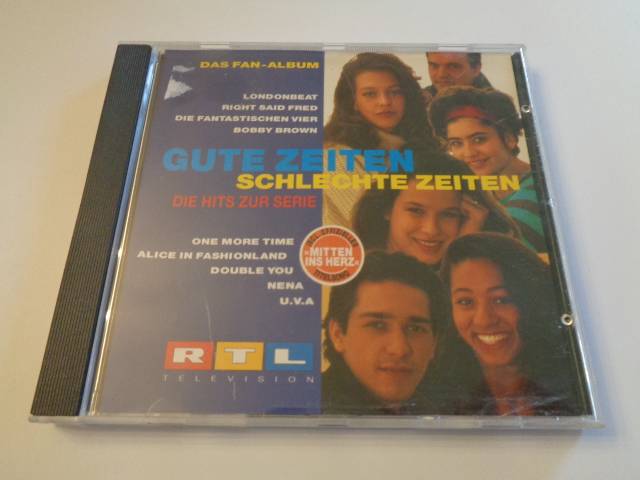 DAS FAN-ALBUM
LONDONBEAT
RIGHT SAID FRED
DIE FANTASTISCHEN VIER
BOBBY BROWN
GUTE ZEITEN
SCHLECHTE ZEITEN
DIE HITS ZUR SERIE
ONE MORE TIME
ALICE IN FASHIONLAND
DOUBLE YOU
NENA
U.V.A
MITTEN
INS HERZ
TITELSONG
RTL
TELEVISION